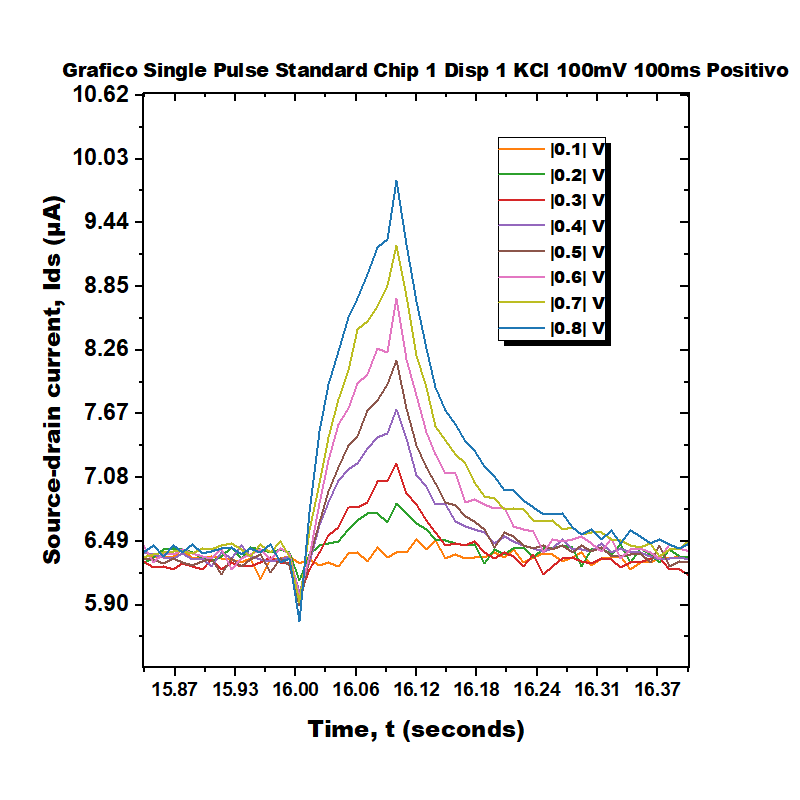 Grafico Single Pulse Standard Chip 1 Disp 1 KCl 100mV 100ms Positivo
10.62
10.03
9.44
8.85
8.26
7.67
7.08
6.49
5.90
Source-drain current, Ids (µA)
|0.1| V
|0.2| V
|0.3| V
|0.4| V
|0.5| V
|0.6| V
|0.7| V
|0.8| V
15.87 15.93 16.00 16.06 16.12 16.18 16.24 16.31 16.37
Time, t (seconds)